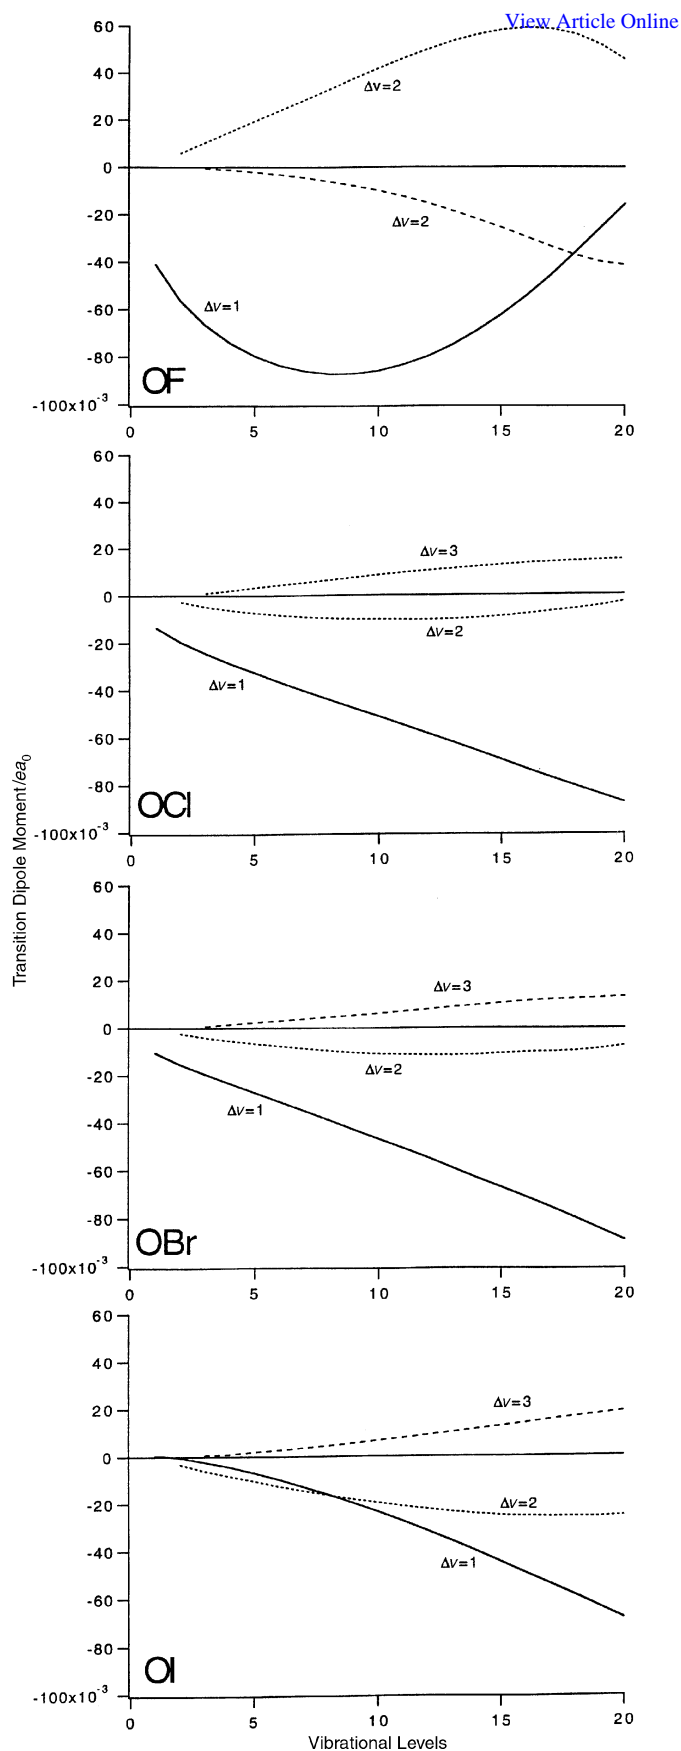 View Article Online
60
40
20
0
-20
-40
-60
-80
-100x10-3
Δv=2
Δv=2
Δv=1
OF
0 5 10 15 20
60
40
20
0
-20
-40
-60
-80
-100x10-3
Δv=3
Δv=2
Δv=1
OCl
0 5 10 15 20
Transition Dipole Moment/ea0
60
40
20
0
-20
-40
-60
-80
-100x10-3
Δv=3
Δv=2
Δv=1
OBr
0 5 10 15 20
60
40
20
0
-20
-40
-60
-80
-100x10-3
Δv=3
Δv=2
Δv=1
OI
0 5 10 15 20
Vibrational Levels